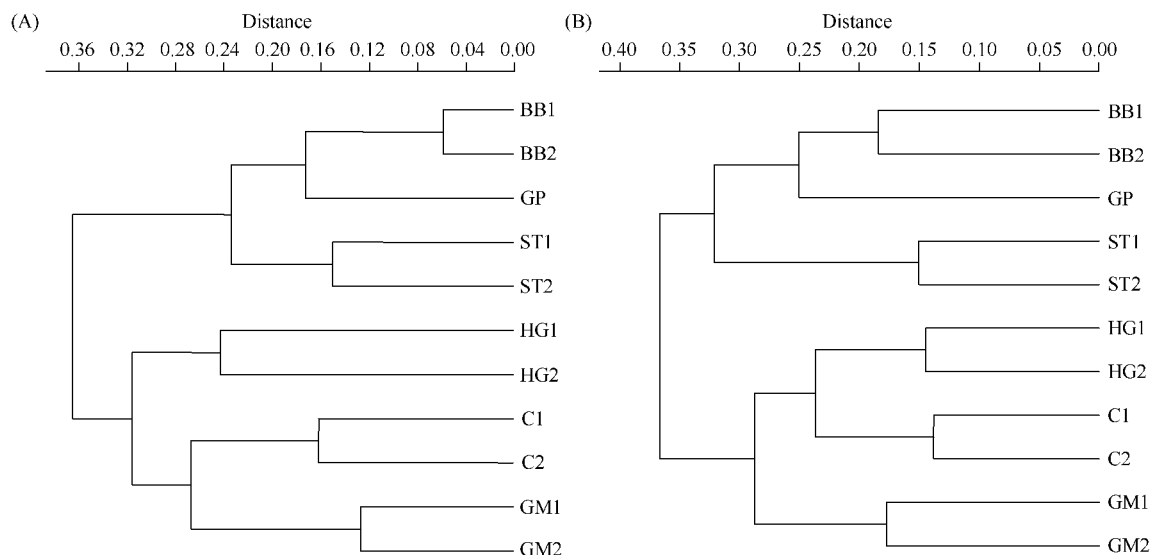 (A)
Distance
0.36 0.32 0.28 0.24 0.20 0.16 0.12 0.08 0.04 0.00
BB1
BB2
GP
ST1
ST2
HG1
HG2
C1
C2
GM1
GM2
(B)
Distance
0.40 0.35 0.30 0.25 0.20 0.15 0.10 0.05 0.00
BB1
BB2
GP
ST1
ST2
HG1
HG2
C1
C2
GM1
GM2